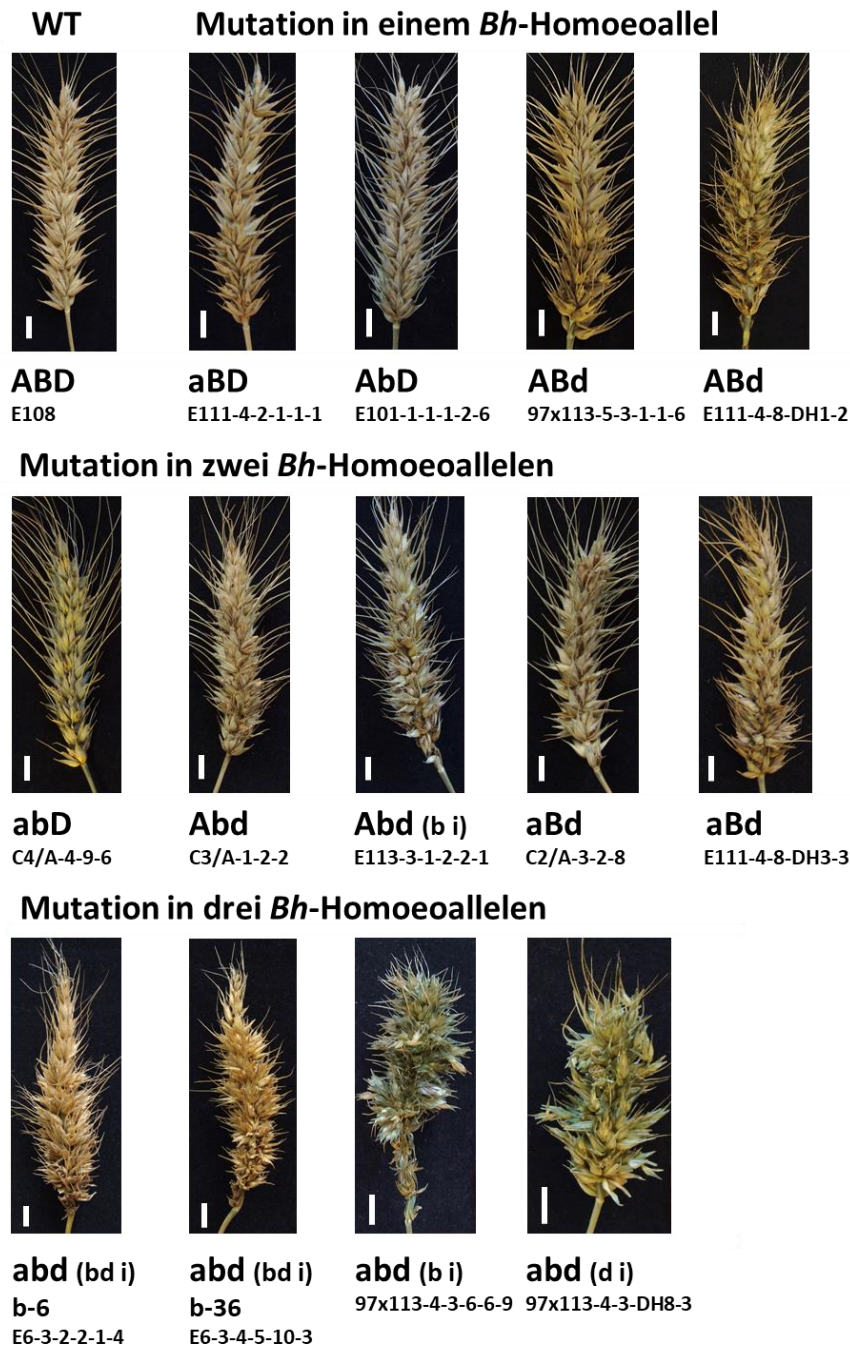 WT Mutation in einem Bh-Homoeoallel
ABD aBD AbD ABd ABd
E108 E111-4-2-1-1-1 E101-1-1-1-2-6 97x113-5-3-1-1-6 E111-4-8-DH1-2
Mutation in zwei Bh-Homoeoallelen
abD Abd Abd (b i) aBd aBd
C4/A-4-9-6 C3/A-1-2-2 E113-3-1-2-2-1 C2/A-3-2-8 E111-4-8-DH3-3
Mutation in drei Bh-Homoeoallelen
abd (bd i) abd (bd i) abd (b i) abd (d i)
b-6 b-36 97x113-4-3-6-6-9 97x113-4-3-DH8-3
E6-3-2-2-1-4 E6-3-4-5-10-3